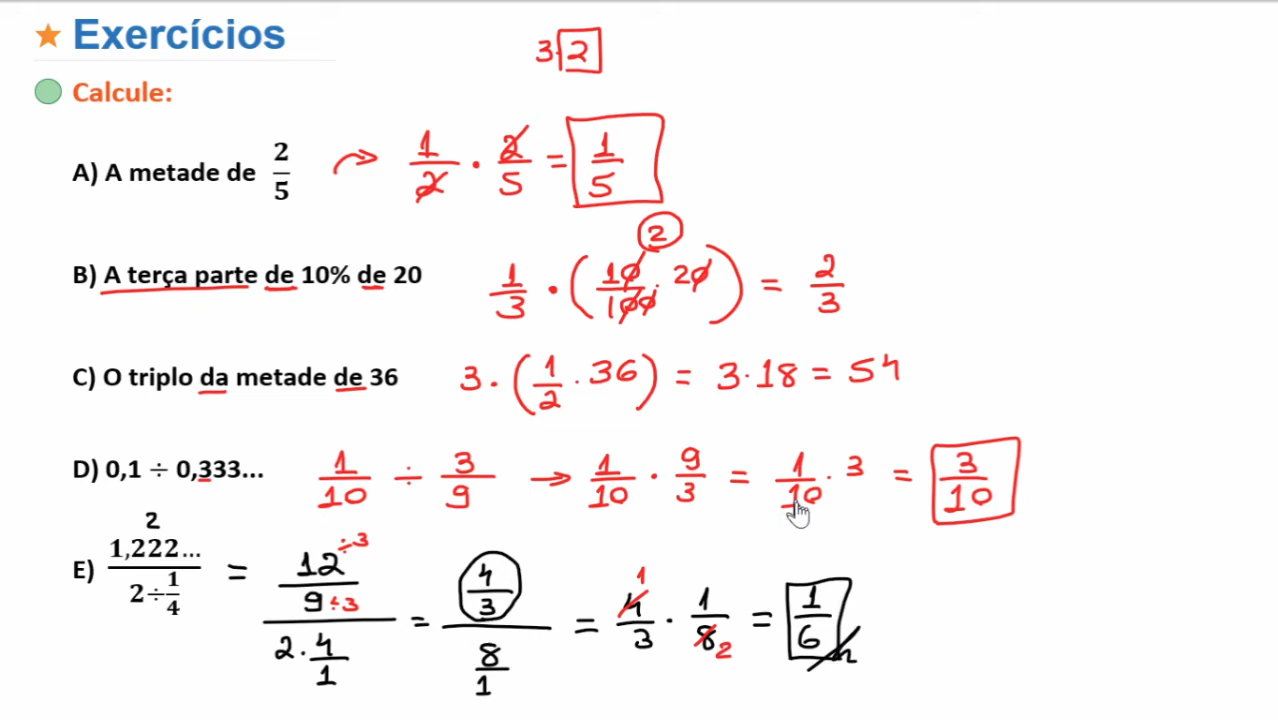 Exercícios
3·2
Calcule:
A) A metade de 2/5 → 1/2 · 2/5 = 1/5
2
B) A terça parte de 10% de 20 1/3 · (10/100 · 20) = 2/3
C) O triplo da metade de 36 3 · (1/2 · 36) = 3·18 = 54
D) 0,1 ÷ 0,333... 1/10 ÷ 3/9 → 1/10 · 9/3 = 1/10 · 3 = 3/10
2
E) 1,222.../2÷1/4 = 12÷3/9÷3/2·4/1 = 4/3/8/1 = 4/3 · 1/8 = 1/6
1
2